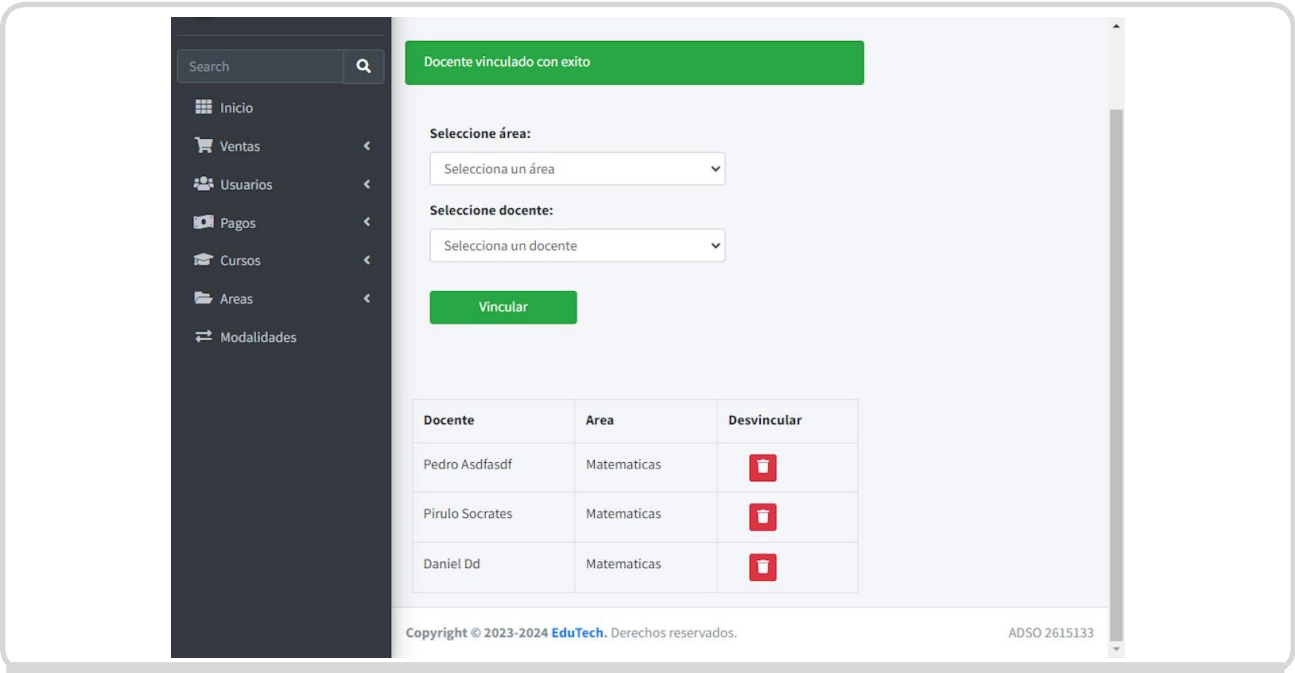 Search
Inicio
Ventas
Usuarios
Pagos
Cursos
Areas
Modalidades
Docente vinculado con exito
Seleccione área:
Selecciona un área
Seleccione docente:
Selecciona un docente
Vincular
Docente Area Desvincular
Pedro Asdfasdf Matematicas
Pirulo Socrates Matematicas
Daniel Dd Matematicas
Copyright © 2023-2024 EduTech. Derechos reservados. ADSO 2615133